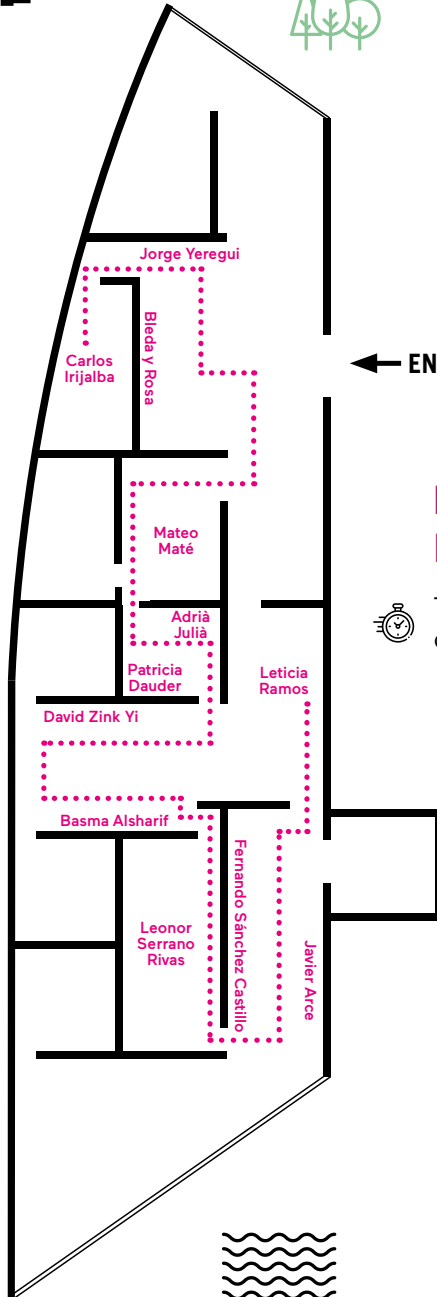 Jorge Yeregui
Bleda y Rosa
Carlos
Irijalba
EN
Mateo
Maté
Adrià
Julià
Patricia
Dauder
Leticia
Ramos
David Zink Yi
Basma Alsharif
Fernando Sánchez Castillo
Leonor
Serrano
Rivas
Javier Arce